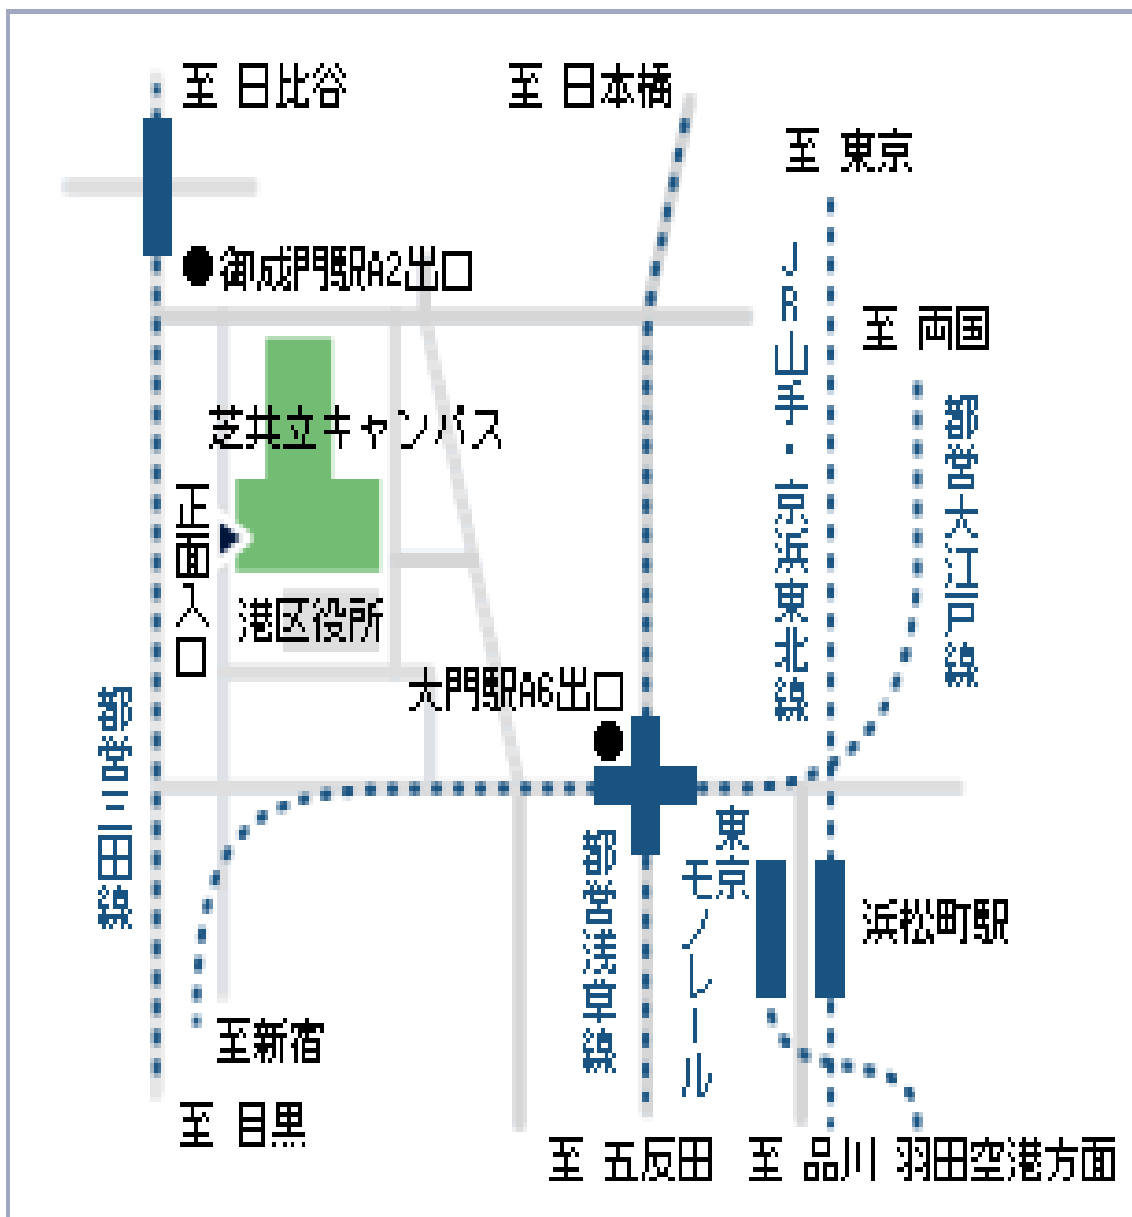 至 日比谷
至 日本橋
至 東京
御成門駅A2出口
至 両国
JR山手・京浜東北線
都営大江戸線
芝共立キャンパス
正面入口
港区役所
大門駅A6出口
都営三田線
都営浅草線
東京
モノレール
浜松町駅
至新宿
至 目黒
至 五反田
至 品川
羽田空港方面